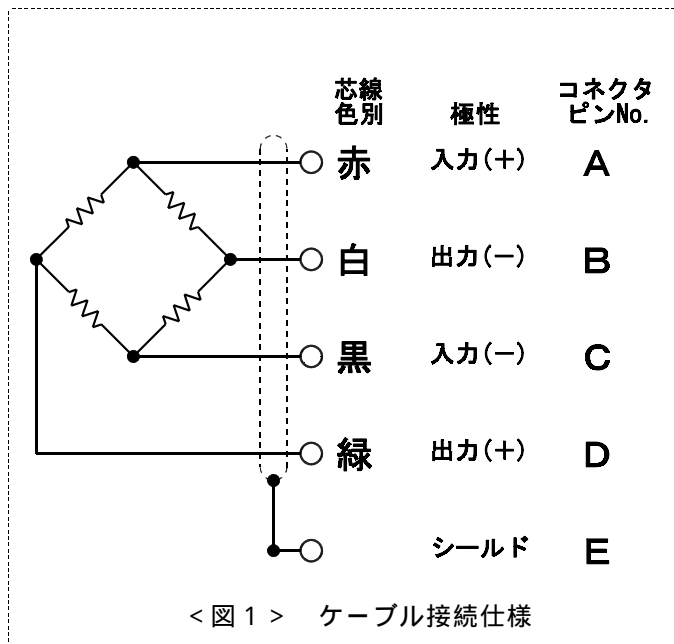 芯線
色別
極性
コネクタ
ピンNo.
赤 入力(+) A
白 出力(-) B
黒 入力(-) C
緑 出力(+) D
シールド E
<図1> ケーブル接続仕様